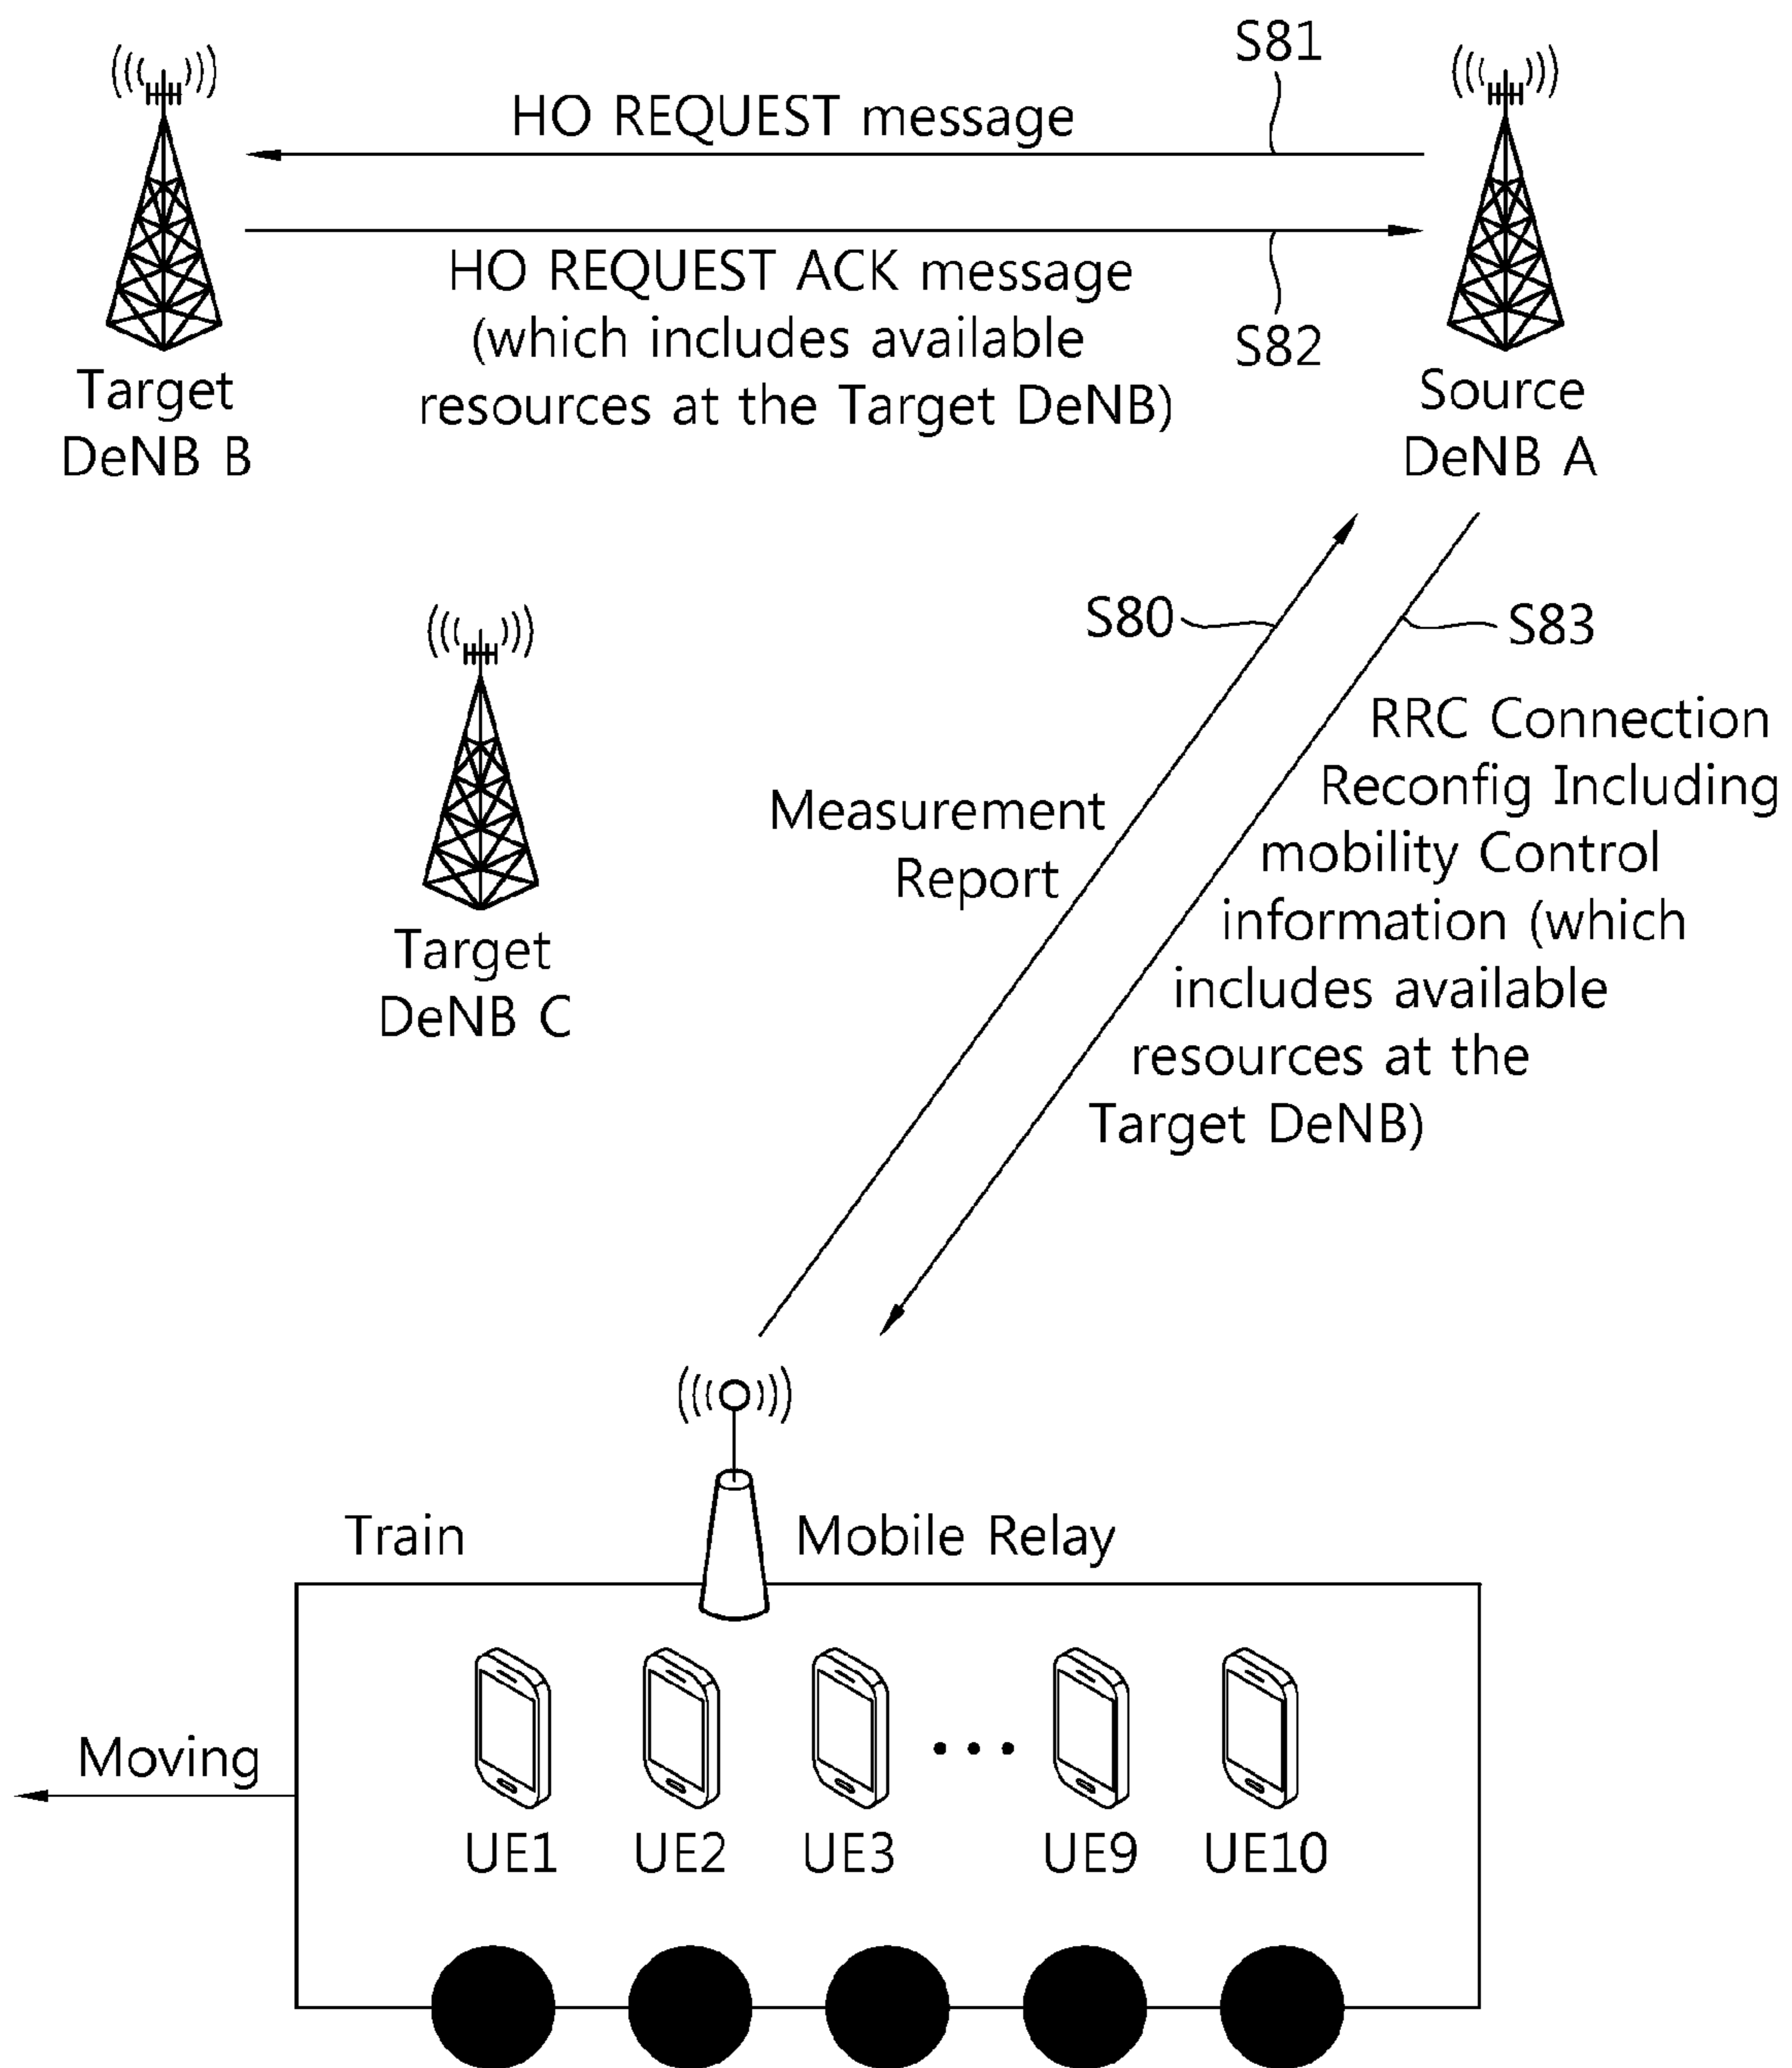 S81
HO REQUEST message
HO REQUEST ACK message
(which includes available
resources at the Target DeNB)
S82
Target
DeNB B
Source
DeNB A
S80
S83
Target
DeNB C
Measurement
Report
RRC Connection
Reconfig Including
mobility Control
information (which
includes available
resources at the
Target DeNB)
Train
Mobile Relay
Moving
UE1
UE2
UE3
UE9
UE10